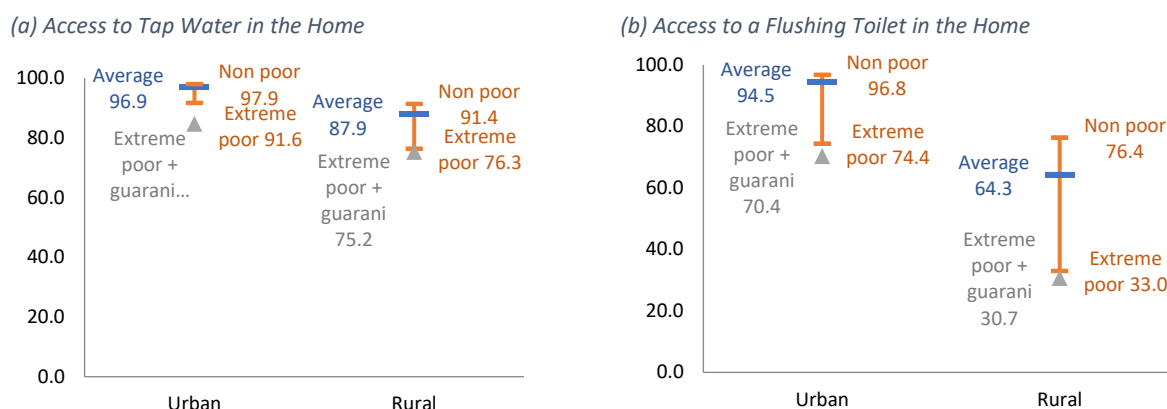 (a) Access to Tap Water in the Home
100.0
80.0
60.0
40.0
20.0
0.0
Average
96.9
Non poor
97.9
Extreme
poor 91.6
Extreme
poor +
guarani...
Average
87.9
Non poor
91.4
Extreme
poor 76.3
Extreme
poor +
guarani
75.2
Urban
Rural
(b) Access to a Flushing Toilet in the Home
100.0
80.0
60.0
40.0
20.0
0.0
Average
94.5
Non poor
96.8
Extreme
poor 74.4
Extreme
poor +
guarani
70.4
Average
64.3
Non poor
76.4
Extreme
poor 33.0
Extreme
poor +
guarani
30.7
Urban
Rural